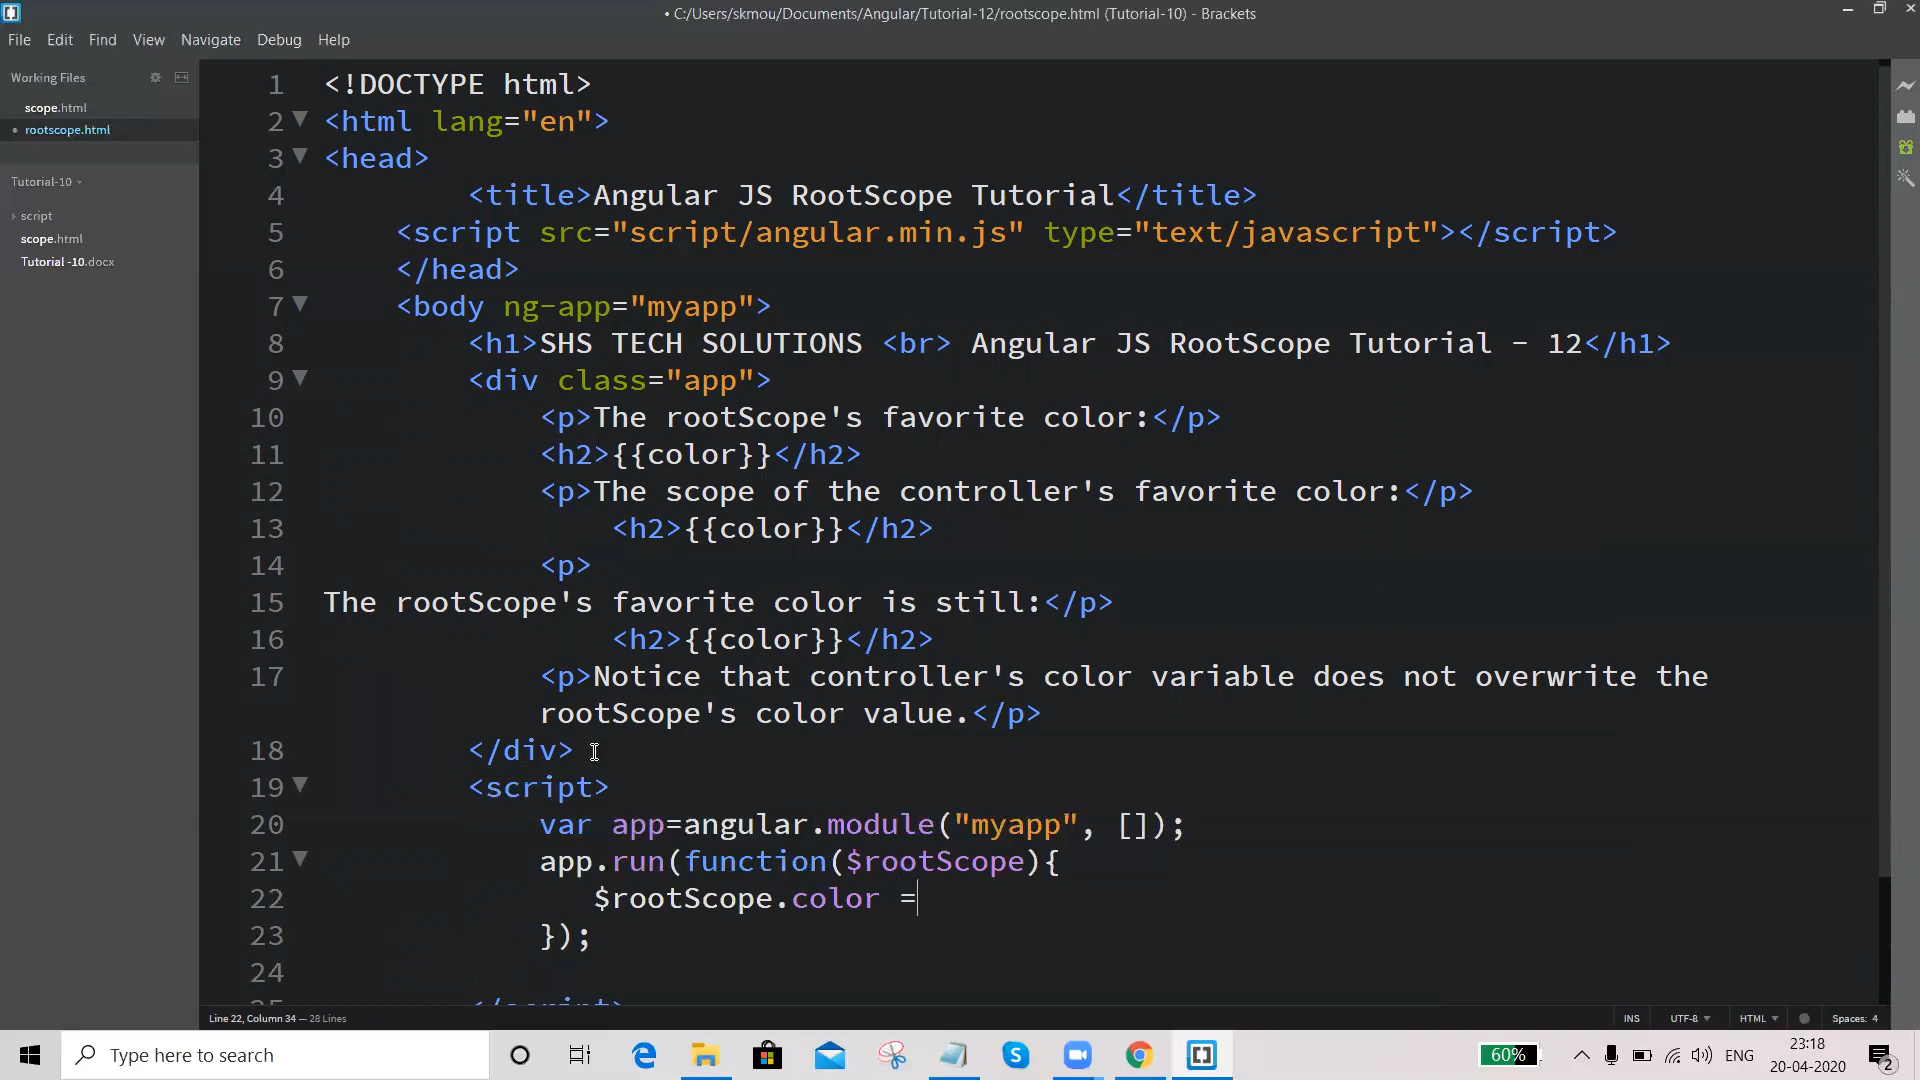 • C:/Users/skmou/Documents/Angular/Tutorial-12/rootscope.html (Tutorial-10) - Brackets
File Edit Find View Navigate Debug Help
Working Files
scope.html
• rootscope.html
Tutorial-10
script
scope.html
Tutorial -10.docx
1 <!DOCTYPE html>
2 <html lang="en">
3 <head>
4 <title>Angular JS RootScope Tutorial</title>
5 <script src="script/angular.min.js" type="text/javascript"></script>
6 </head>
7 <body ng-app="myapp">
8 <h1>SHS TECH SOLUTIONS <br> Angular JS RootScope Tutorial - 12</h1>
9 <div class="app">
10 <p>The rootScope's favorite color:</p>
11 <h2>{{color}}</h2>
12 <p>The scope of the controller's favorite color:</p>
13 <h2>{{color}}</h2>
14 <p>
15 The rootScope's favorite color is still:</p>
16 <h2>{{color}}</h2>
17 <p>Notice that controller's color variable does not overwrite the
rootScope's color value.</p>
18 </div>
19 <script>
20 var app=angular.module("myapp", []);
21 app.run(function($rootScope){
22 $rootScope.color =
23 });
24
25 </script>
Line 22, Column 34 — 28 Lines
INS UTF-8 HTML Spaces: 4
Type here to search
60%
ENG
23:18
20-04-2020
2